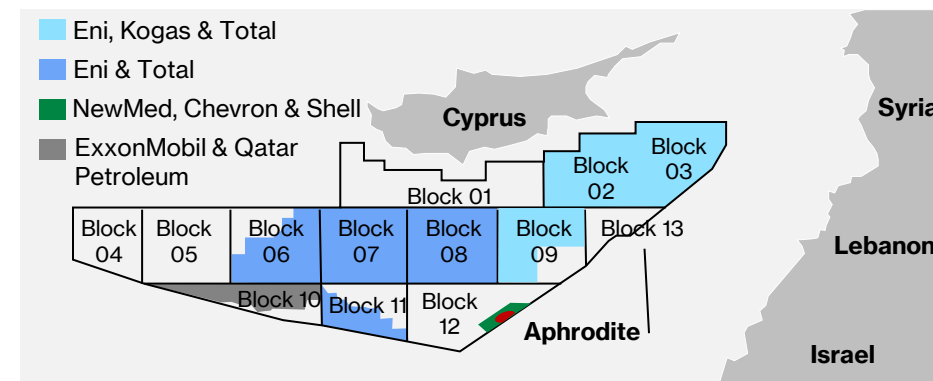 Eni, Kogas & Total
Eni & Total
NewMed, Chevron & Shell
ExxonMobil & Qatar
Petroleum
Cyprus
Syria
Block
03
Block
02
Block 01
Block
04
Block
05
Block
06
Block
07
Block
08
Block
09
Block 13
Lebanon
Block 10
Block 11
Block
12
Aphrodite
Israel